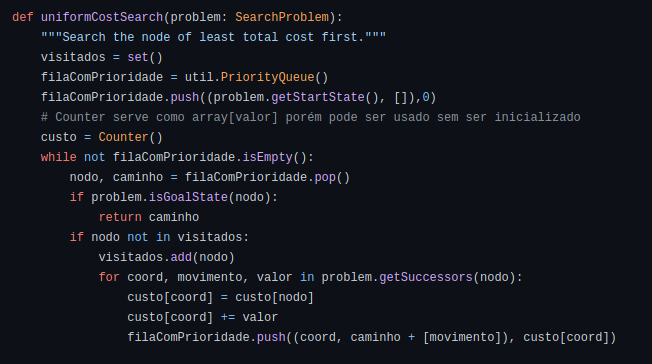 def uniformCostSearch(problem: SearchProblem):
    """Search the node of least total cost first."""
    visitados = set()
    filaComPrioridade = util.PriorityQueue()
    filaComPrioridade.push((problem.getStartState(), []),0)
    # Counter serve como array[valor] porém pode ser usado sem ser inicializado
    custo = Counter()
    while not filaComPrioridade.isEmpty():
        nodo, caminho = filaComPrioridade.pop()
        if problem.isGoalState(nodo):
            return caminho
        if nodo not in visitados:
            visitados.add(nodo)
            for coord, movimento, valor in problem.getSuccessors(nodo):
                custo[coord] = custo[nodo]
                custo[coord] += valor
                filaComPrioridade.push((coord, caminho + [movimento]), custo[coord])